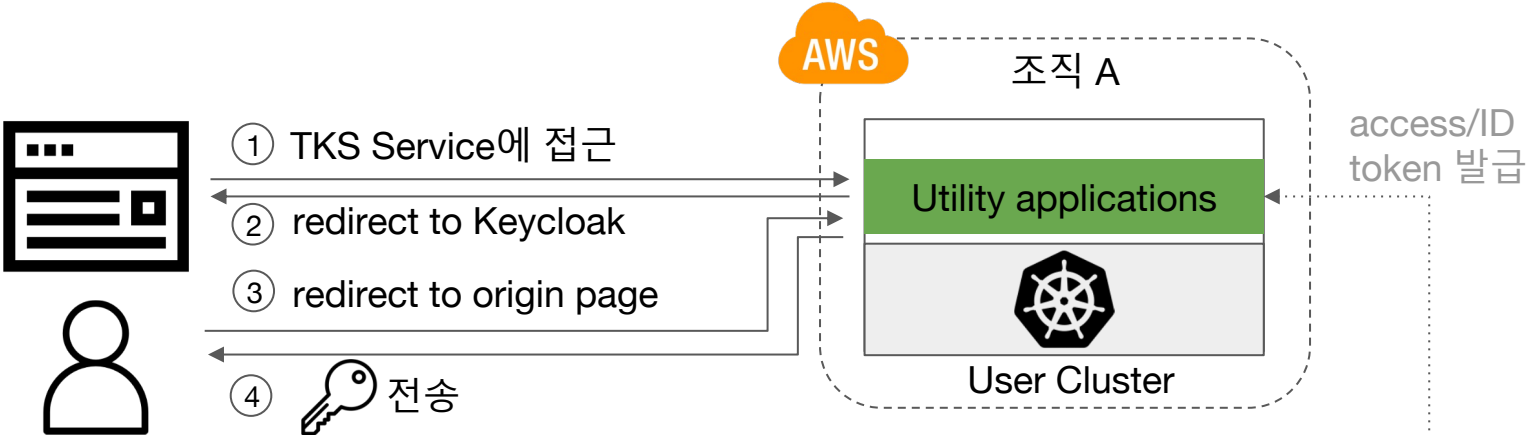 AWS
조직 A
① TKS Service에 접근
access/ID
token 발급
Utility applications
② redirect to Keycloak
③ redirect to origin page
User Cluster
④ 전송